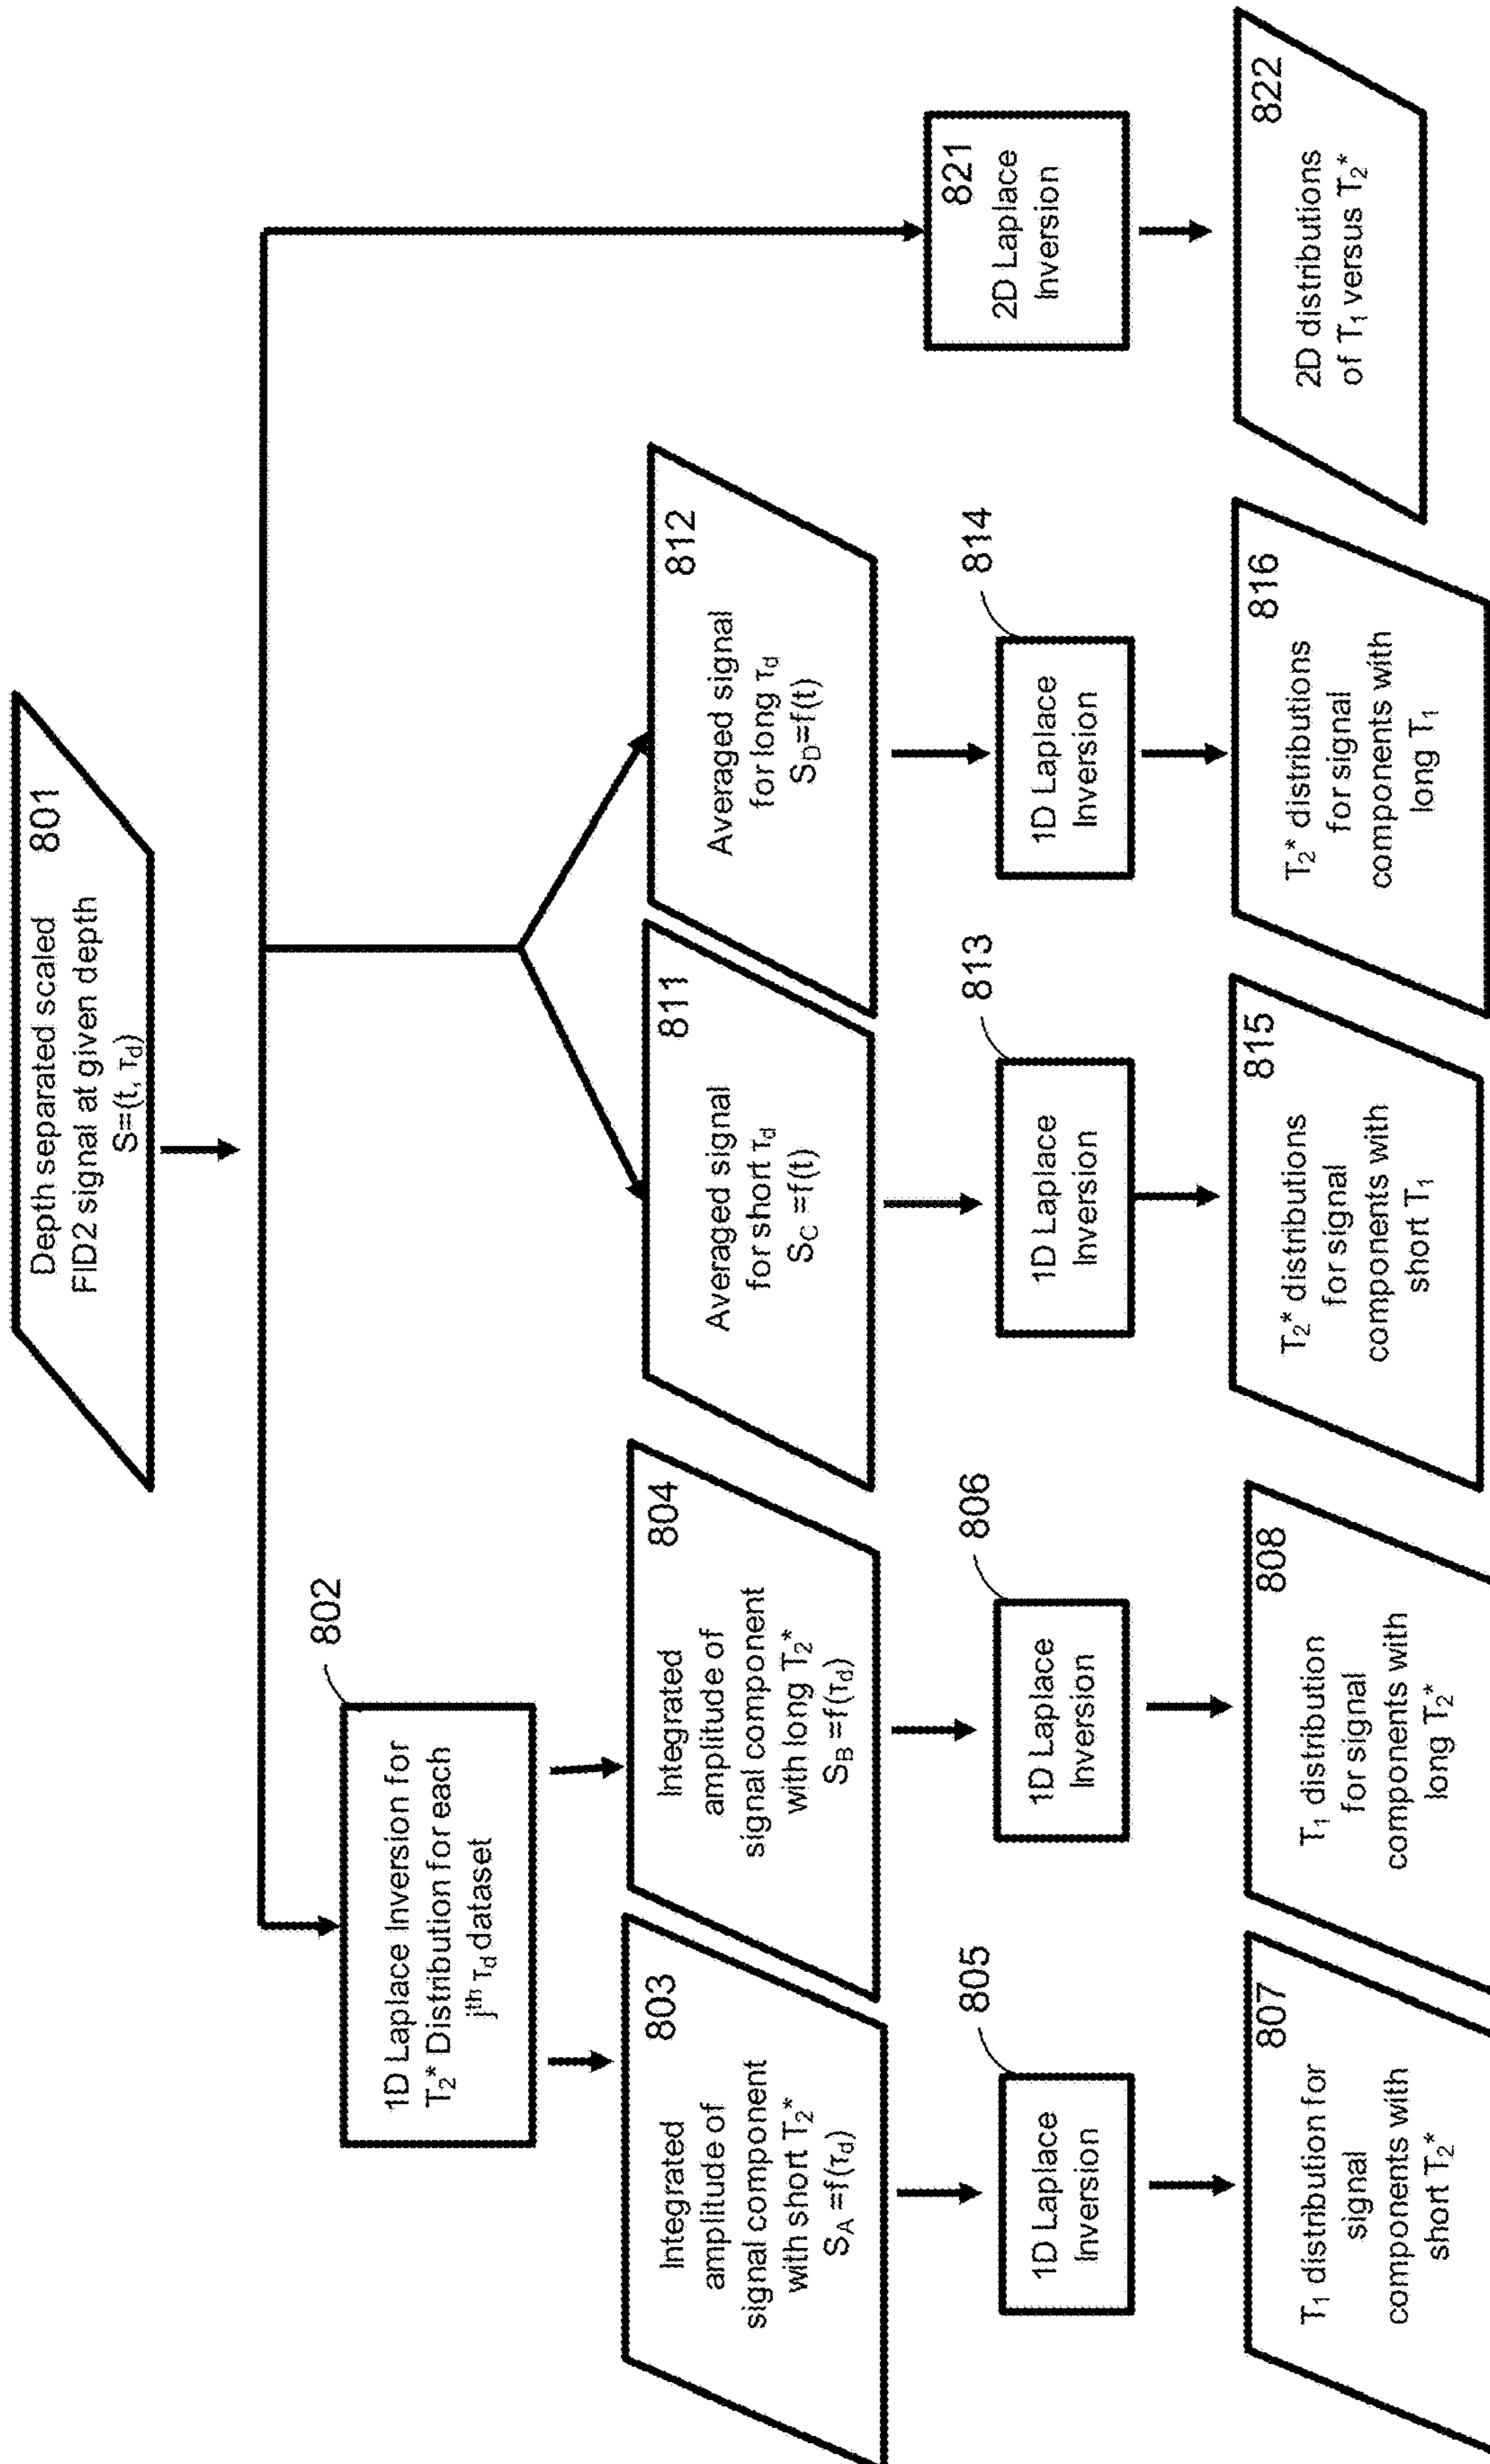 Depth separated scaled
FID2 signal at given depth
S=(t, τd)
801
802
1D Laplace Inversion for
T2* Distribution for each
jth τd dataset
803
Integrated
amplitude of
signal component
with short T2*
SA =f(τd)
804
Integrated
amplitude of
signal component
with long T2*
SB =f(τd)
811
Averaged signal
for short τd
SC =f(t)
812
Averaged signal
for long τd
SD=f(t)
805
1D Laplace
Inversion
806
1D Laplace
Inversion
813
1D Laplace
Inversion
814
1D Laplace
Inversion
821
2D Laplace
Inversion
807
T1 distribution for
signal
components with
short T2*
808
T1 distribution
for signal
components with
long T2*
815
T2* distributions
for signal
components with
short T1
816
T2* distributions
for signal
components with
long T1
822
2D distributions
of T1 versus T2*